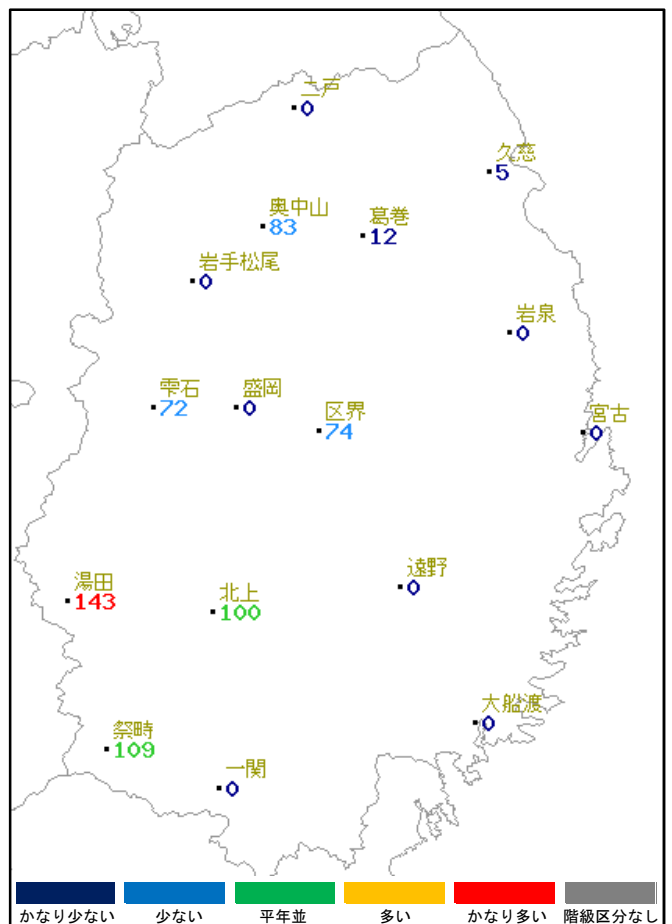 二戸
0
久慈
5
奥中山
83
葛巻
12
岩手松尾
0
岩泉
0
雫石
72
盛岡
0
区界
74
宮古
0
湯田
143
北上
100
遠野
0
大船渡
0
祭畤
109
一関
0
かなり少ない 少ない 平年並 多い かなり多い 階級区分なし